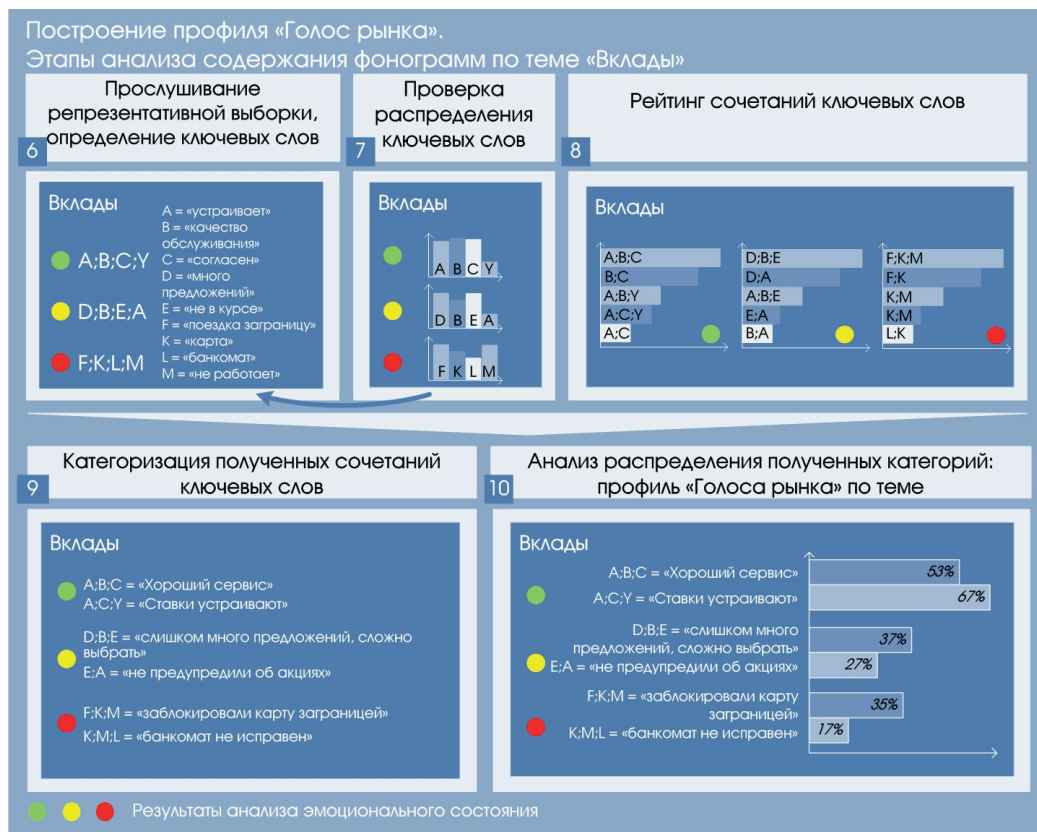 Построение профиля «Голос рынка».
Этапы анализа содержания фонограмм по теме «Вклады»
Прослушивание
репрезентативной выборки,
определение ключевых слов
6
Проверка
распределения
ключевых слов
7
Рейтинг сочетаний ключевых слов
8
Вклады
A;B;C;Y
D;B;E;A
F;K;L;M
A = «устраивает»
B = «качество
обслуживания»
C = «согласен»
D = «много
предложений»
E = «не в курсе»
F = «поездка заграницу»
K = «карта»
L = «банкомат»
M = «не работает»
Вклады
A B C Y
D B E A
F K L M
Вклады
A;B;C
B;C
A;B;Y
A;C;Y
A;C
D;B;E
D;A
A;B;E
E;A
B;A
F;K;M
F;K
K;M
K;M
L;K
Категоризация полученных сочетаний
ключевых слов
9
Анализ распределения полученных категорий:
профиль «Голоса рынка» по теме
10
Вклады
A;B;C = «Хороший сервис»
A;C;Y = «Ставки устраивают»
D;B;E = «слишком много предложений, сложно
выбрать»
E;A = «не предупредили об акциях»
F;K;M = «заблокировали карту заграницей»
K;M;L = «банкомат не исправен»
Вклады
A;B;C = «Хороший сервис»
53%
A;C;Y = «Ставки устраивают»
67%
D;B;E = «слишком много
предложений, сложно выбрать»
37%
E;A = «не предупредили об акциях»
27%
F;K;M = «заблокировали карту
заграницей»
35%
K;M;L = «банкомат не исправен»
17%
Результаты анализа эмоционального состояния